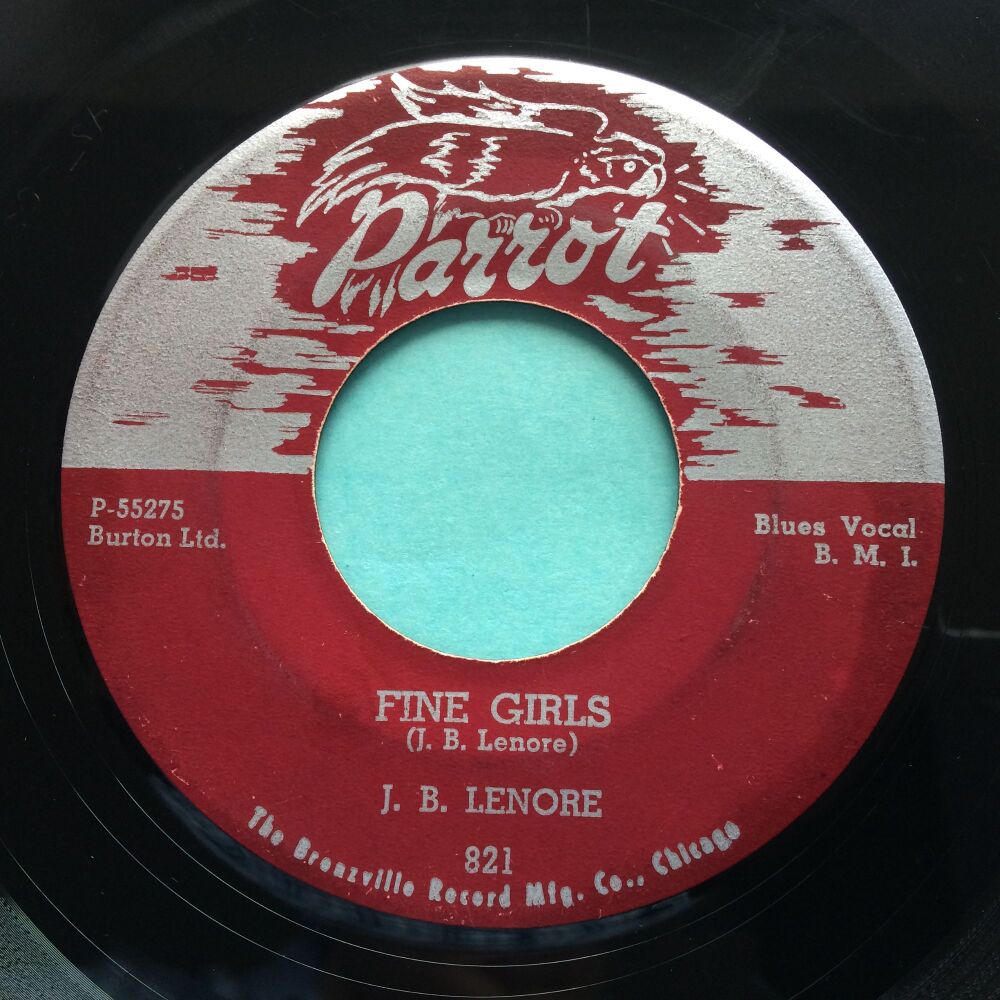 Parrot
P-55275
Burton Ltd.
Blues Vocal
B. M. I.
FINE GIRLS
(J. B. Lenore)
J. B. LENORE
821
The Bronzville Record Mfg. Co., Chicago